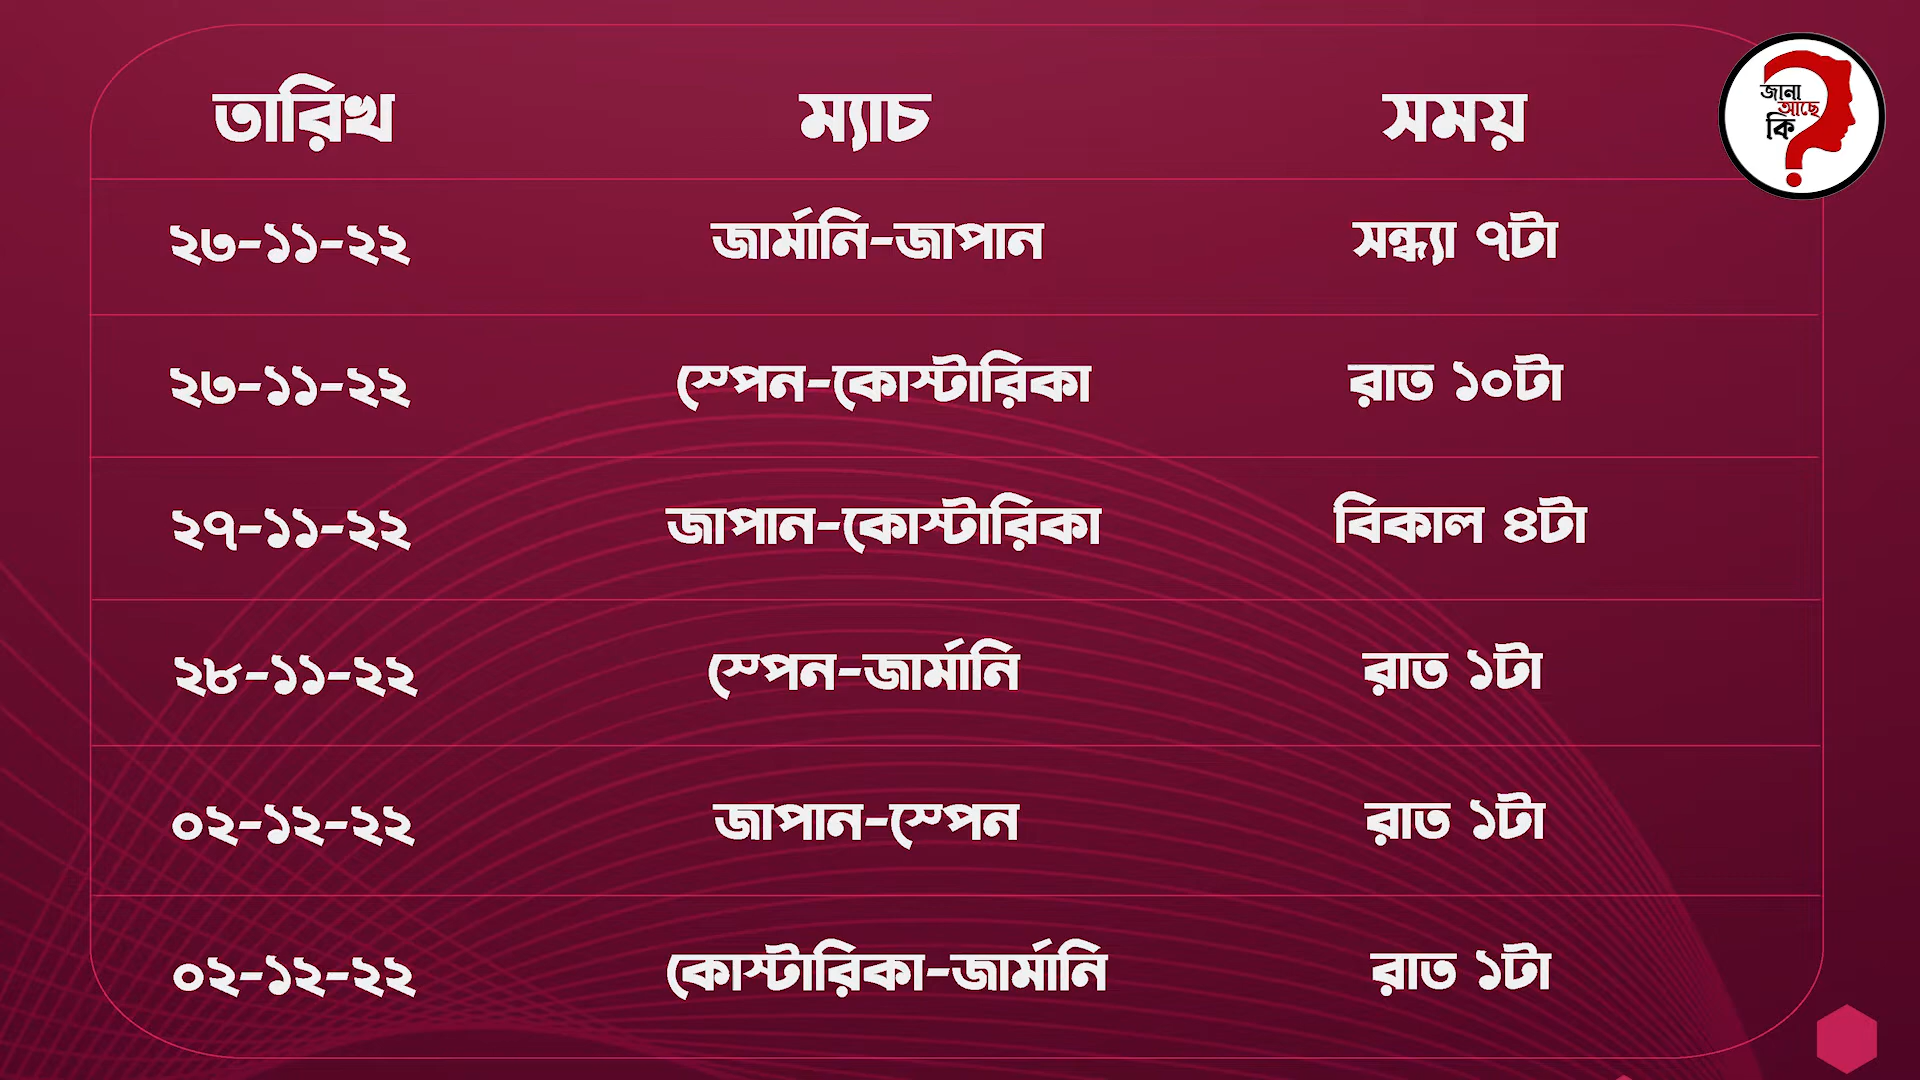 তারিখ ম্যাচ সময়
২৩-১১-২২ জার্মানি-জাপান সন্ধ্যা ৭টা
২৩-১১-২২ স্পেন-কোস্টারিকা রাত ১০টা
২৭-১১-২২ জাপান-কোস্টারিকা বিকাল ৪টা
২৮-১১-২২ স্পেন-জার্মানি রাত ১টা
০২-১২-২২ জাপান-স্পেন রাত ১টা
০২-১২-২২ কোস্টারিকা-জার্মানি রাত ১টা
জানা
আছে
কি